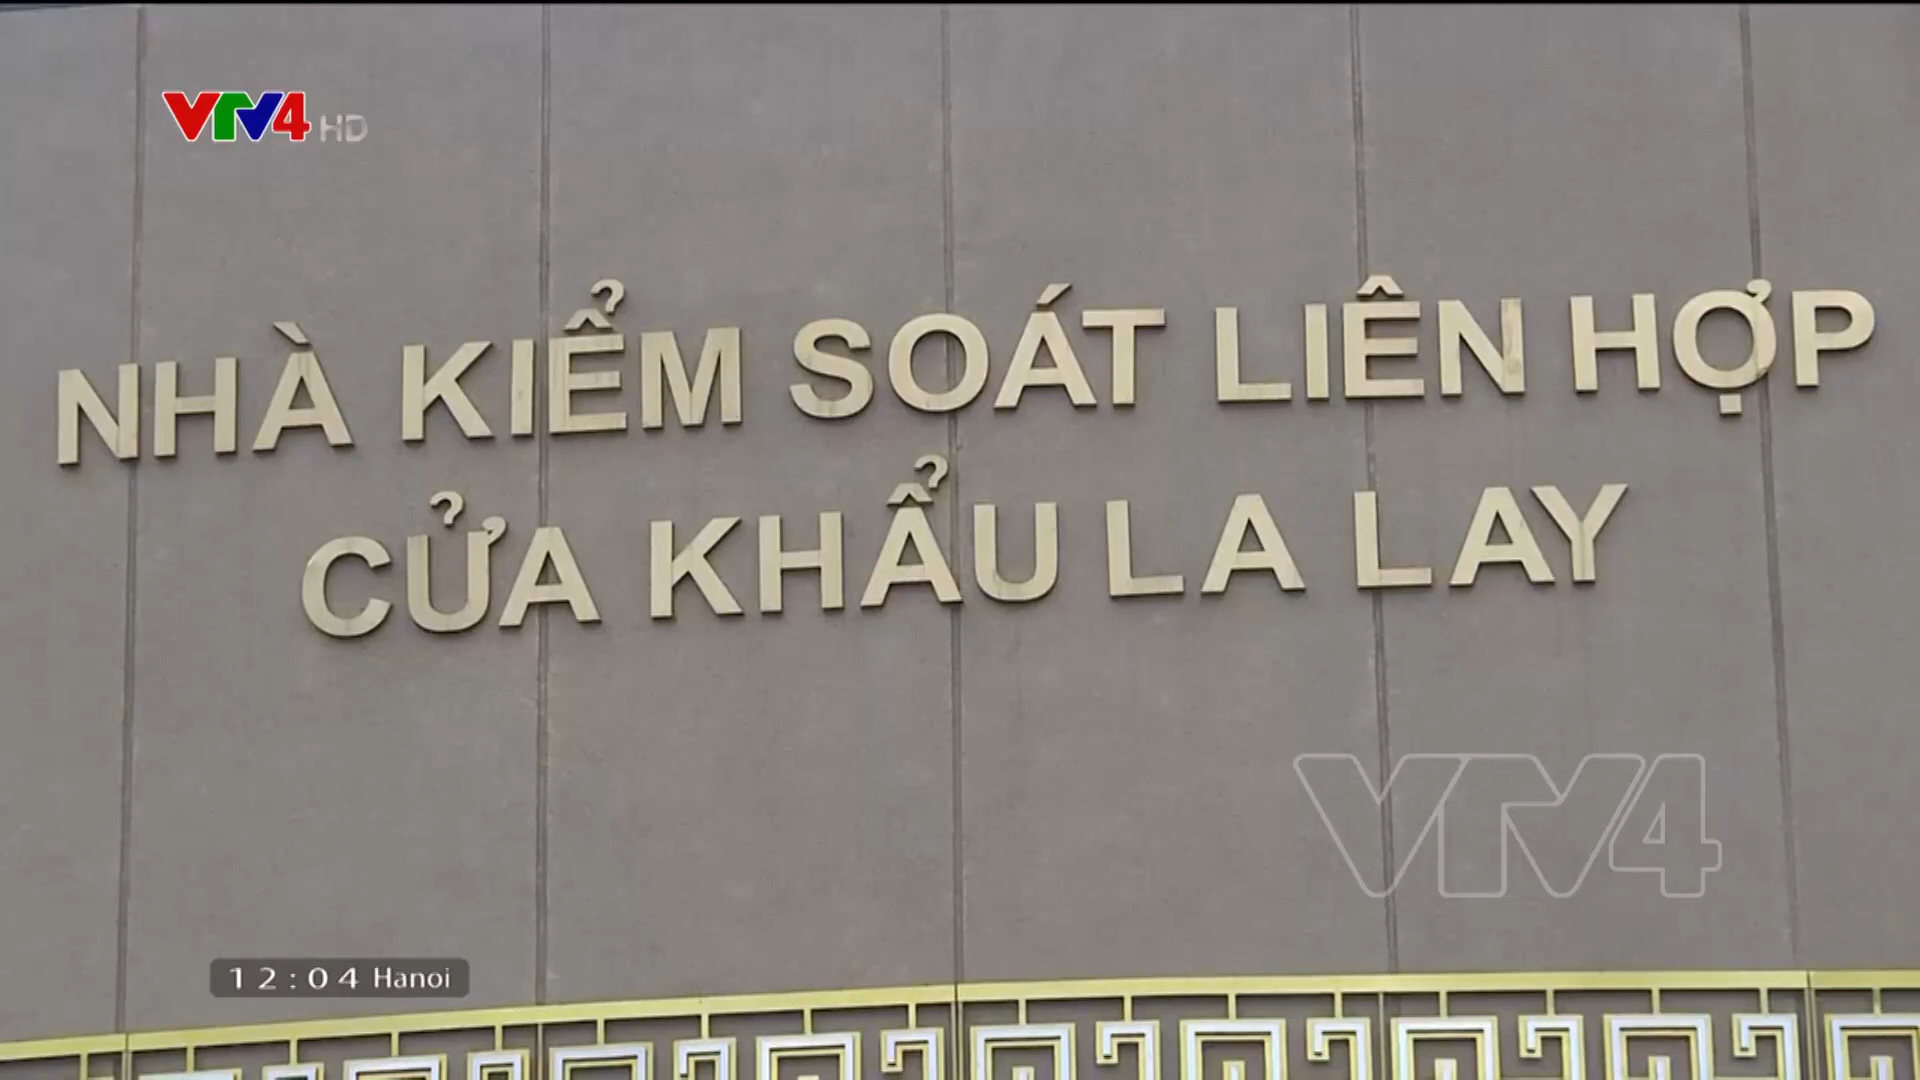 VTV4 HD
NHÀ KIỂM SOÁT LIÊN HỢP
CỬA KHẨU LA LAY
VTV4
12:04 Hanoi